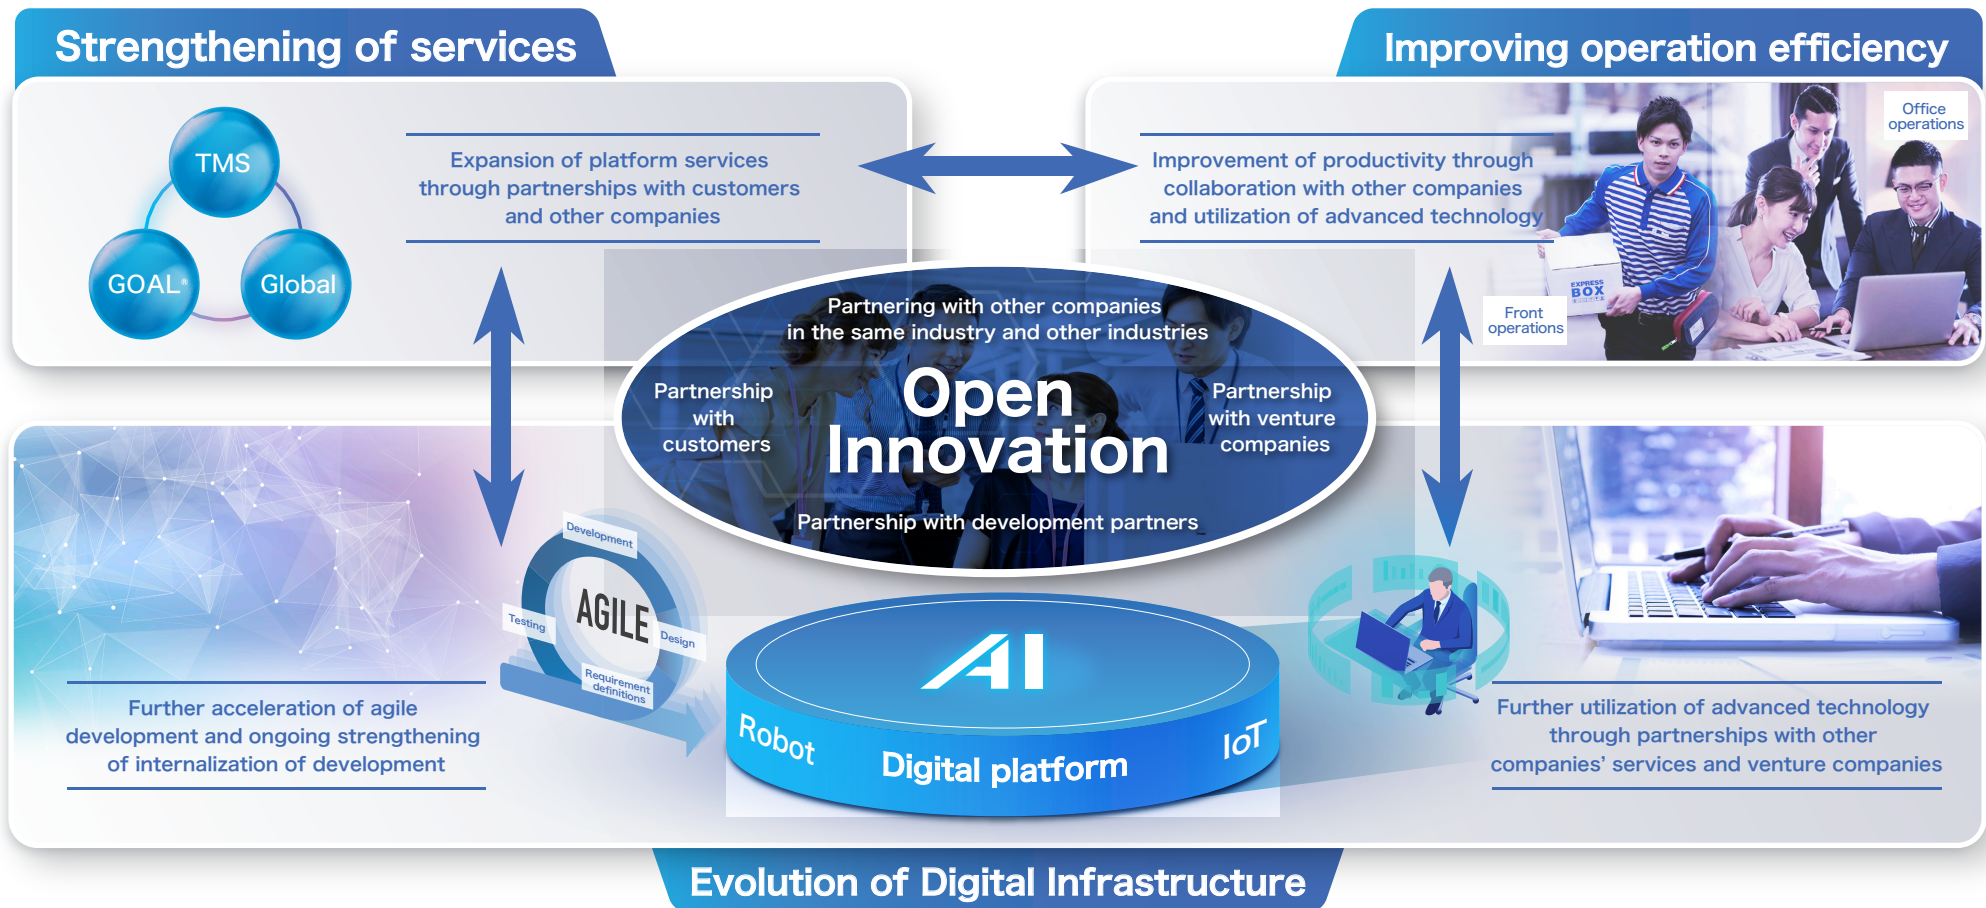 Strengthening of services
TMS
GOAL®
Global
Expansion of platform services
through partnerships with customers
and other companies
Improving operation efficiency
Improvement of productivity through
collaboration with other companies
and utilization of advanced technology
Office
operations
Front
operations
EXPRESS
BOX
Partnering with other companies
in the same industry and other industries
Partnership
with
customers
Open
Innovation
Partnership
with venture
companies
Partnership with development partners_
Development
Testing
AGILE
Design
Requirement
definitions
Further acceleration of agile
development and ongoing strengthening
of internalization of development
AI
Robot
Digital platform
IoT
Further utilization of advanced technology
through partnerships with other
companies’ services and venture companies
Evolution of Digital Infrastructure